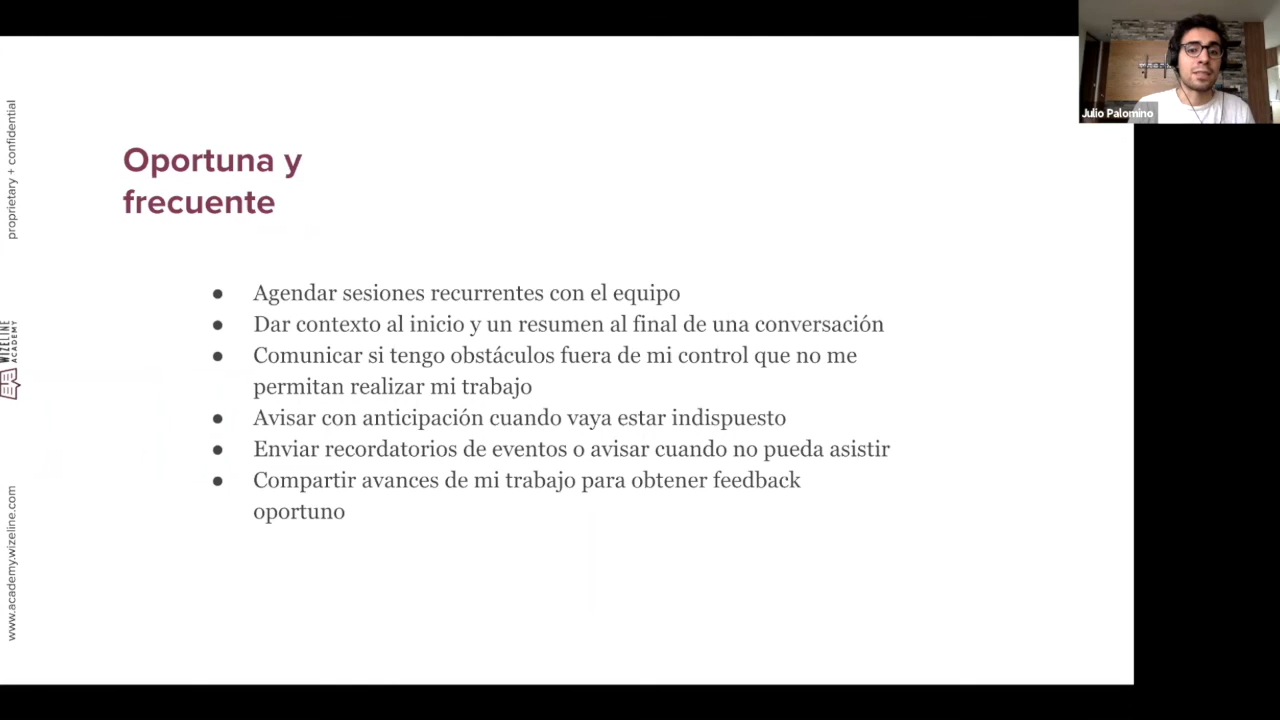 Oportuna y
frecuente
● Agendar sesiones recurrentes con el equipo
● Dar contexto al inicio y un resumen al final de una conversación
● Comunicar si tengo obstáculos fuera de mi control que no me
permitan realizar mi trabajo
● Avisar con anticipación cuando vaya estar indispuesto
● Enviar recordatorios de eventos o avisar cuando no pueda asistir
● Compartir avances de mi trabajo para obtener feedback
oportuno
proprietary + confidential
WIZELINE
ACADEMY
www.academy.wizeline.com
Julio Palomino